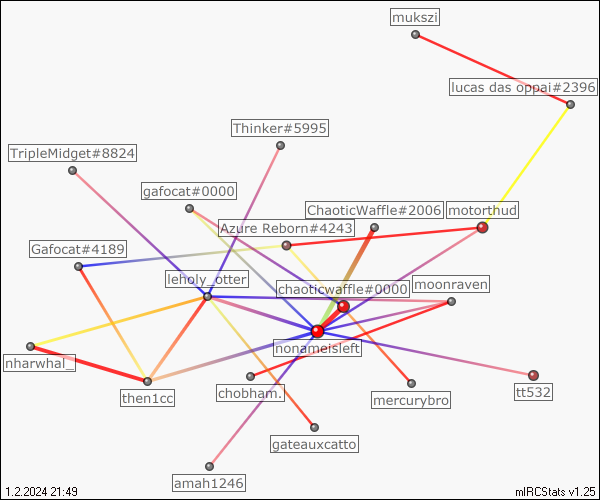 mukszi
lucas das oppai#2396
Thinker#5995
TripleMidget#8824
gafocat#0000
ChaoticWaffle#2006
motorthud
Azure Reborn#4243
Gafocat#4189
leholy_otter
chaoticwaffle#0000
moonraven
nonameisleft
nharwhal_
then1cc
chobham.
mercurybro
tt532
gateauxcatto
amah1246
1.2.2024 21:49
mIRCStats v1.25